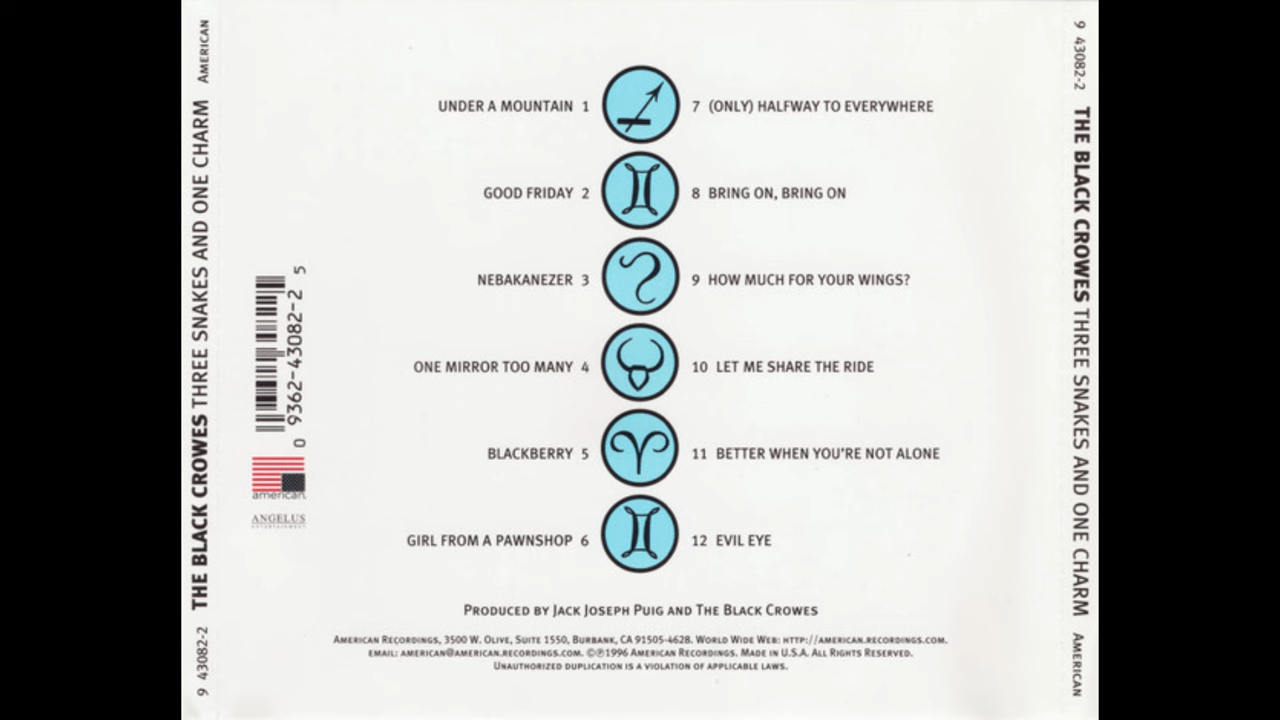 9 43082-2 THE BLACK CROWES THREE SNAKES AND ONE CHARM AMERICAN
UNDER A MOUNTAIN 1
GOOD FRIDAY 2
NEBAKANEZER 3
ONE MIRROR TOO MANY 4
BLACKBERRY 5
GIRL FROM A PAWNSHOP 6
7 (ONLY) HALFWAY TO EVERYWHERE
8 BRING ON, BRING ON
9 HOW MUCH FOR YOUR WINGS?
10 LET ME SHARE THE RIDE
11 BETTER WHEN YOU'RE NOT ALONE
12 EVIL EYE
0 9362-43082-2 5
american
ANGELUS
ENTERTAINMENT
PRODUCED BY JACK JOSEPH PUIG AND THE BLACK CROWES
AMERICAN RECORDINGS, 3500 W. OLIVE, SUITE 1550, BURBANK, CA 91505-4628. WORLD WIDE WEB: HTTP://AMERICAN.RECORDINGS.COM.
EMAIL: AMERICAN@AMERICAN.RECORDINGS.COM. ©℗1996 AMERICAN RECORDINGS. MADE IN U.S.A. ALL RIGHTS RESERVED.
UNAUTHORIZED DUPLICATION IS A VIOLATION OF APPLICABLE LAWS.
9 43082-2 THE BLACK CROWES THREE SNAKES AND ONE CHARM AMERICAN